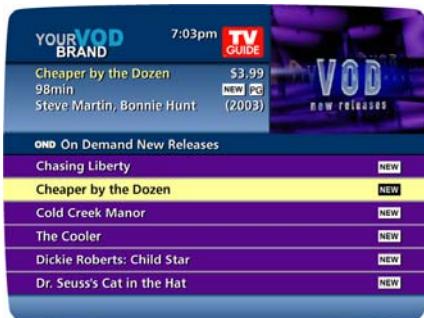 YOUR VOD
BRAND
7:03pm
TV
GUIDE
Cheaper by the Dozen $3.99
98min NEW PG
Steve Martin, Bonnie Hunt (2003)
VOD
new releases
OND On Demand New Releases
Chasing Liberty NEW
Cheaper by the Dozen NEW
Cold Creek Manor NEW
The Cooler NEW
Dickie Roberts: Child Star NEW
Dr. Seuss's Cat in the Hat NEW